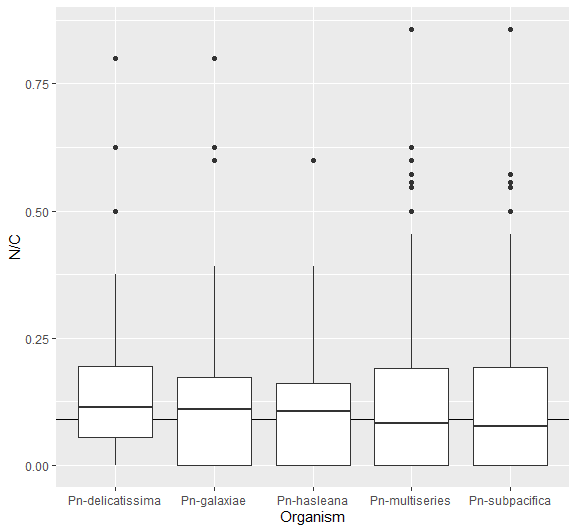 N/C
0.75
0.50
0.25
0.00
Pn-delicatissima Pn-galaxiae Pn-hasleana Pn-multiseries Pn-subpacifica
Organism